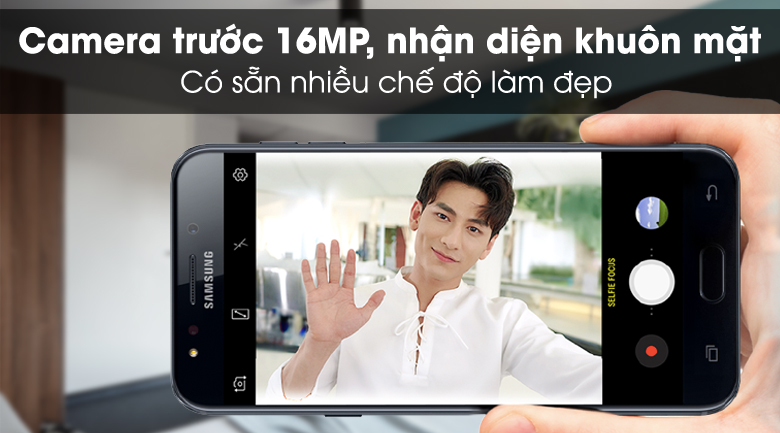 Camera trước 16MP, nhận diện khuôn mặt
Có sẵn nhiều chế độ làm đẹp
SAMSUNG
SELFIE FOCUS